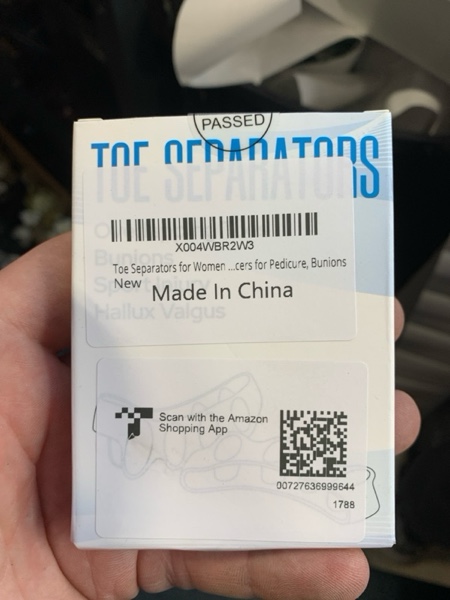 PASSED
TOE SEPARATORS
X004WBR2W3
Bunions
Toe Separators for Women ...cers for Pedicure, Bunions
New
Made In China
Hallux Valgus
Scan with the Amazon
Shopping App
00727636999644
1788